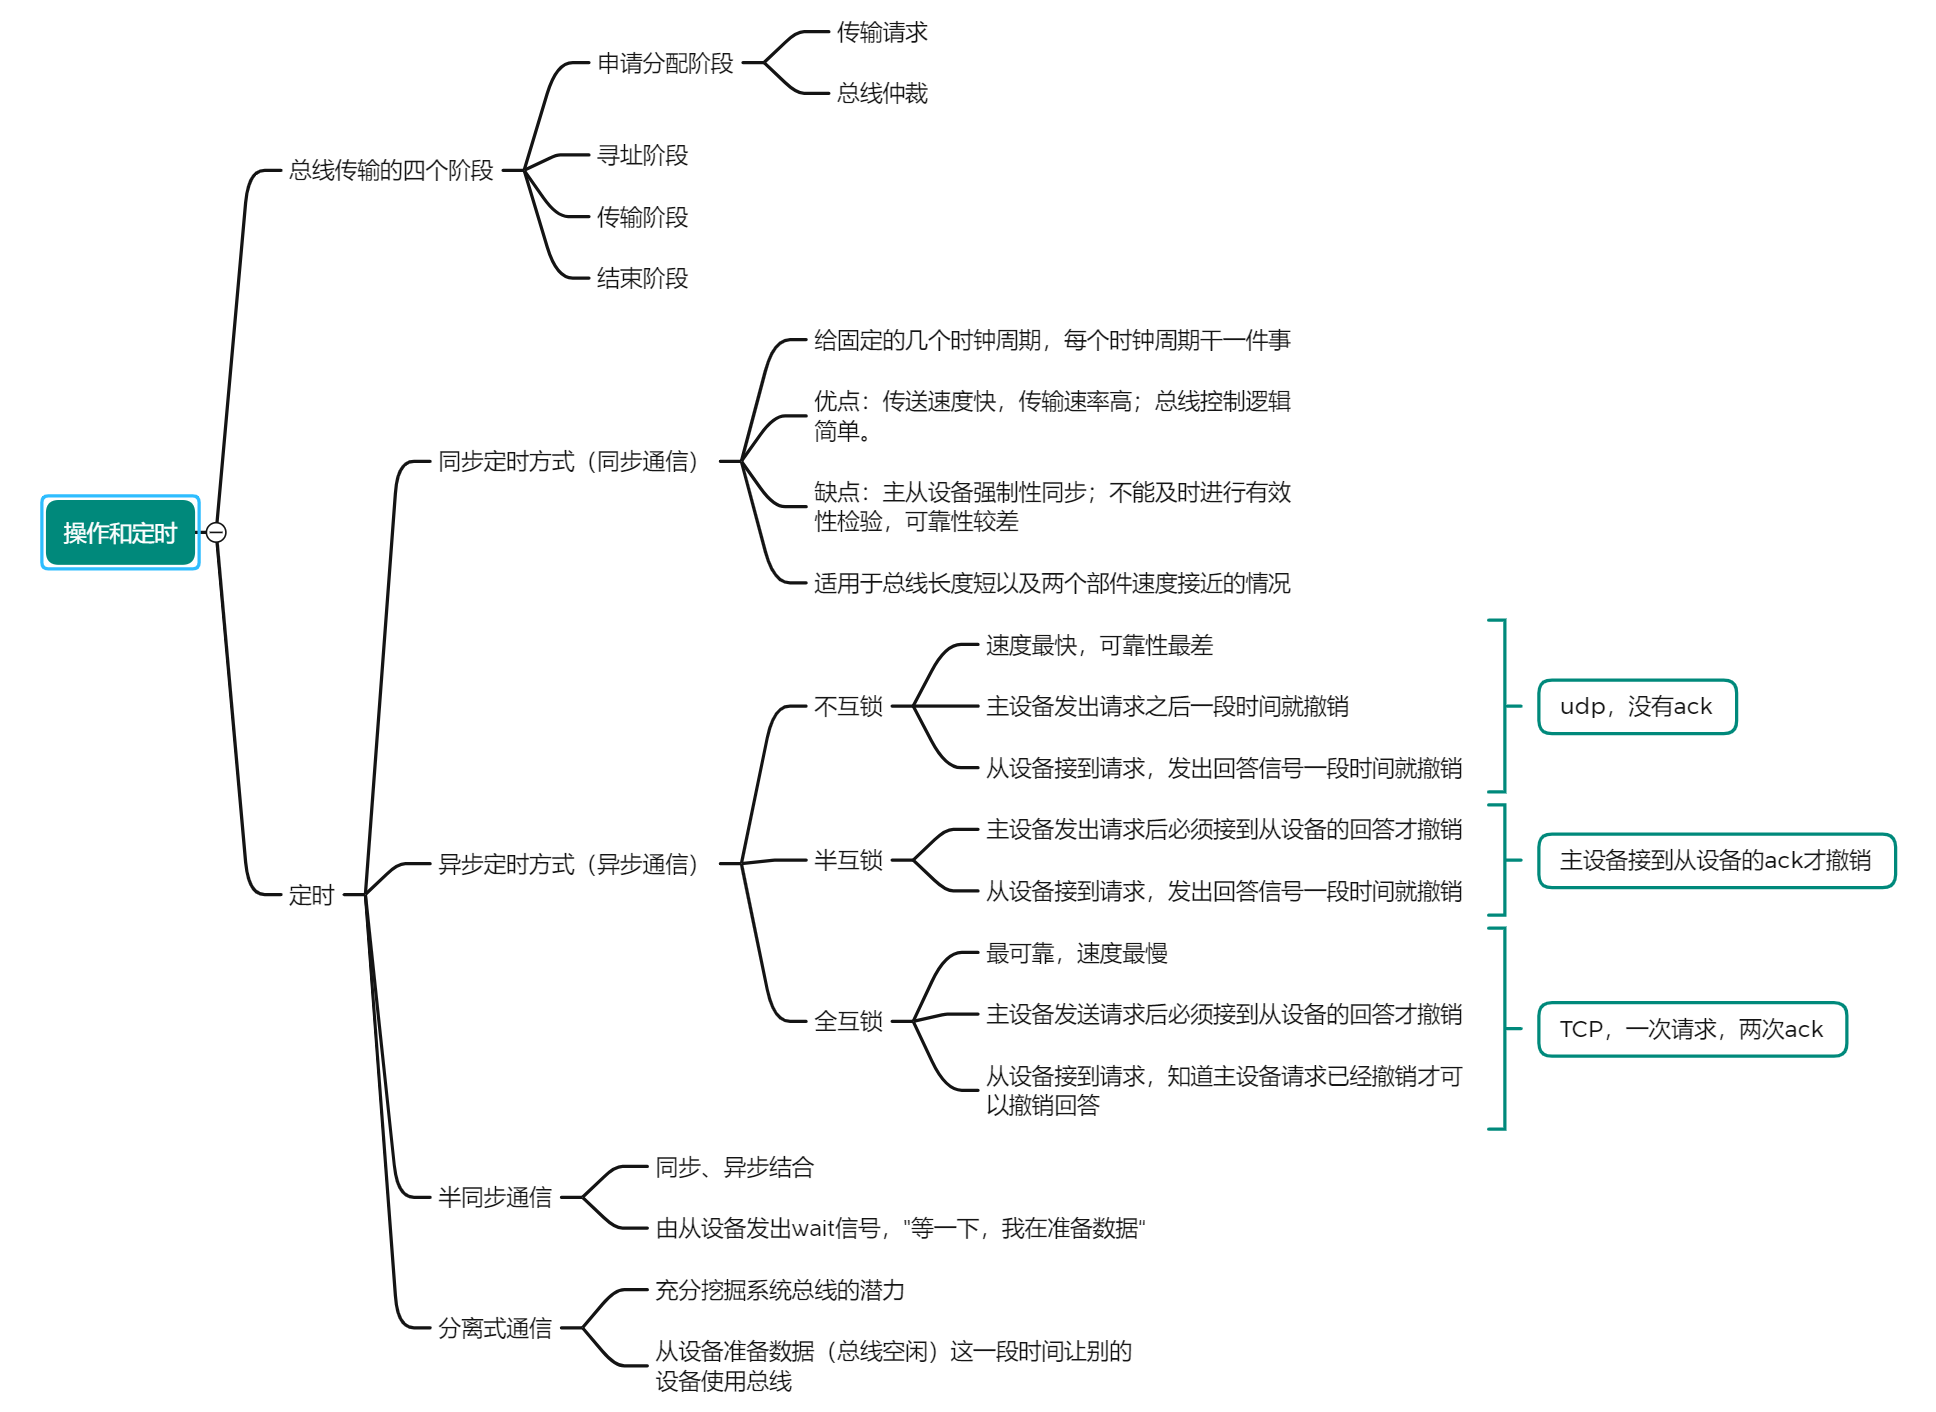 操作和定时
总线传输的四个阶段
申请分配阶段
传输请求
总线仲裁
寻址阶段
传输阶段
结束阶段
定时
同步定时方式（同步通信）
给固定的几个时钟周期，每个时钟周期干一件事
优点：传送速度快，传输速率高；总线控制逻辑
简单。
缺点：主从设备强制性同步；不能及时进行有效
性检验，可靠性较差
适用于总线长度短以及两个部件速度接近的情况
异步定时方式（异步通信）
不互锁
速度最快，可靠性最差
主设备发出请求之后一段时间就撤销
从设备接到请求，发出回答信号一段时间就撤销
udp，没有ack
半互锁
主设备发出请求后必须接到从设备的回答才撤销
从设备接到请求，发出回答信号一段时间就撤销
主设备接到从设备的ack才撤销
全互锁
最可靠，速度最慢
主设备发送请求后必须接到从设备的回答才撤销
从设备接到请求，知道主设备请求已经撤销才可
以撤销回答
TCP，一次请求，两次ack
半同步通信
同步、异步结合
由从设备发出wait信号，"等一下，我在准备数据“
分离式通信
充分挖掘系统总线的潜力
从设备准备数据（总线空闲）这一段时间让别的
设备使用总线